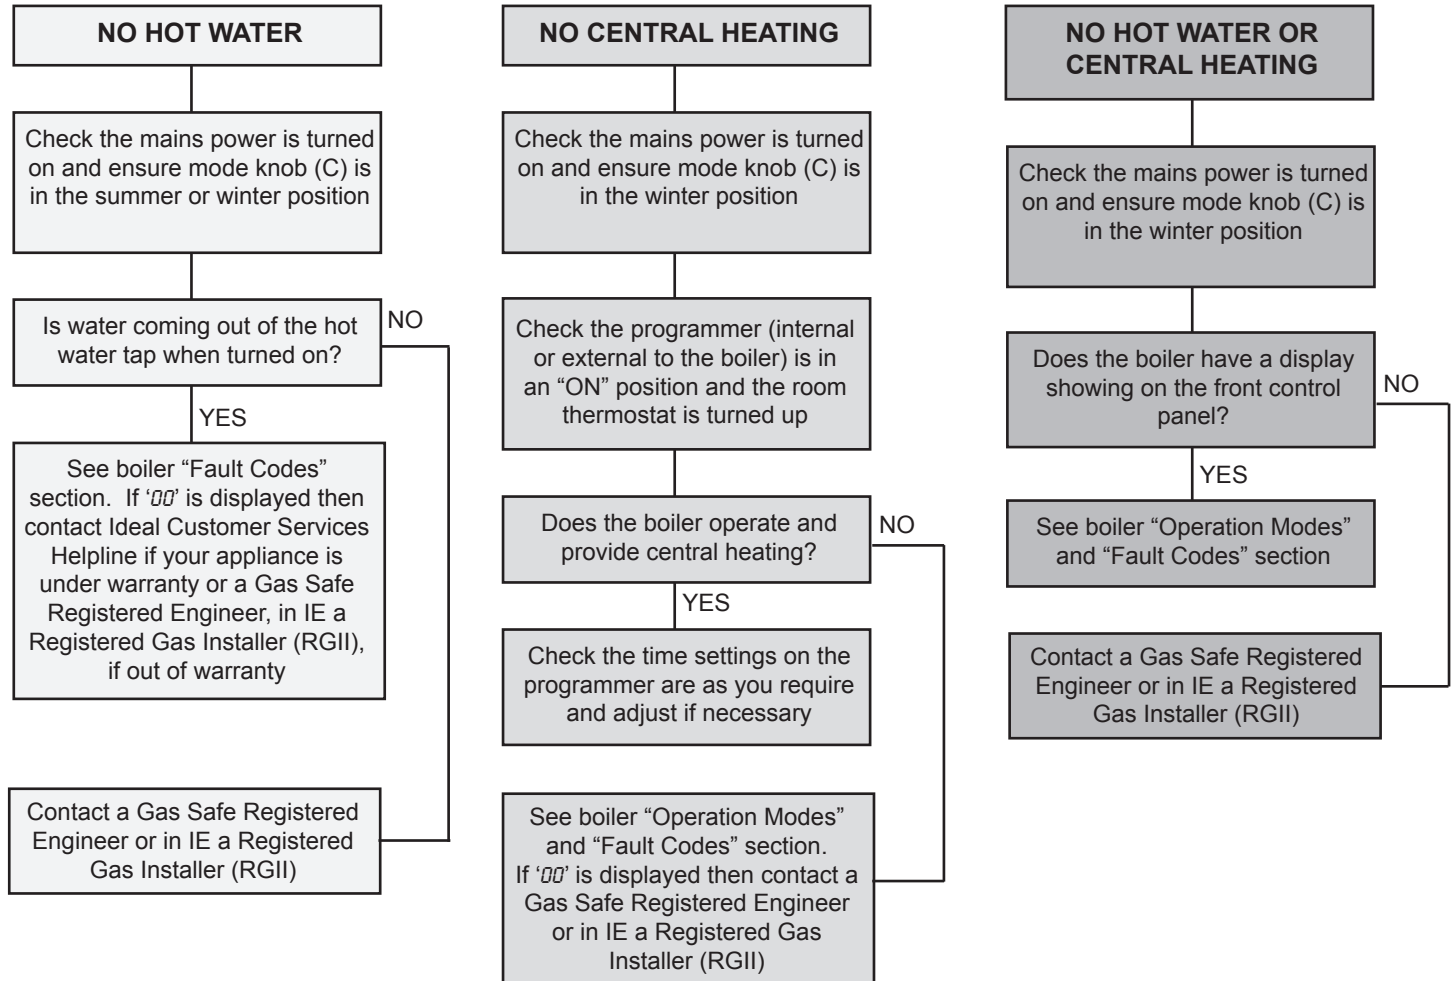 NO HOT WATER
Check the mains power is turned
on and ensure mode knob (C) is
in the summer or winter position
Is water coming out of the hot
water tap when turned on?
NO
YES
See boiler “Fault Codes”
section.  If ‘00’ is displayed then
contact Ideal Customer Services
Helpline if your appliance is
under warranty or a Gas Safe
Registered Engineer, in IE a
Registered Gas Installer (RGII),
if out of warranty
Contact a Gas Safe Registered
Engineer or in IE a Registered
Gas Installer (RGII)
NO CENTRAL HEATING
Check the mains power is turned
on and ensure mode knob (C) is
in the winter position
Check the programmer (internal
or external to the boiler) is in
an “ON” position and the room
thermostat is turned up
Does the boiler operate and
provide central heating?
NO
YES
Check the time settings on the
programmer are as you require
and adjust if necessary
See boiler “Operation Modes”
and “Fault Codes” section.
If ‘00’ is displayed then contact a
Gas Safe Registered Engineer
or in IE a Registered Gas
Installer (RGII)
NO HOT WATER OR
CENTRAL HEATING
Check the mains power is turned
on and ensure mode knob (C) is
in the winter position
Does the boiler have a display
showing on the front control
panel?
NO
YES
See boiler “Operation Modes”
and “Fault Codes” section
Contact a Gas Safe Registered
Engineer or in IE a Registered
Gas Installer (RGII)